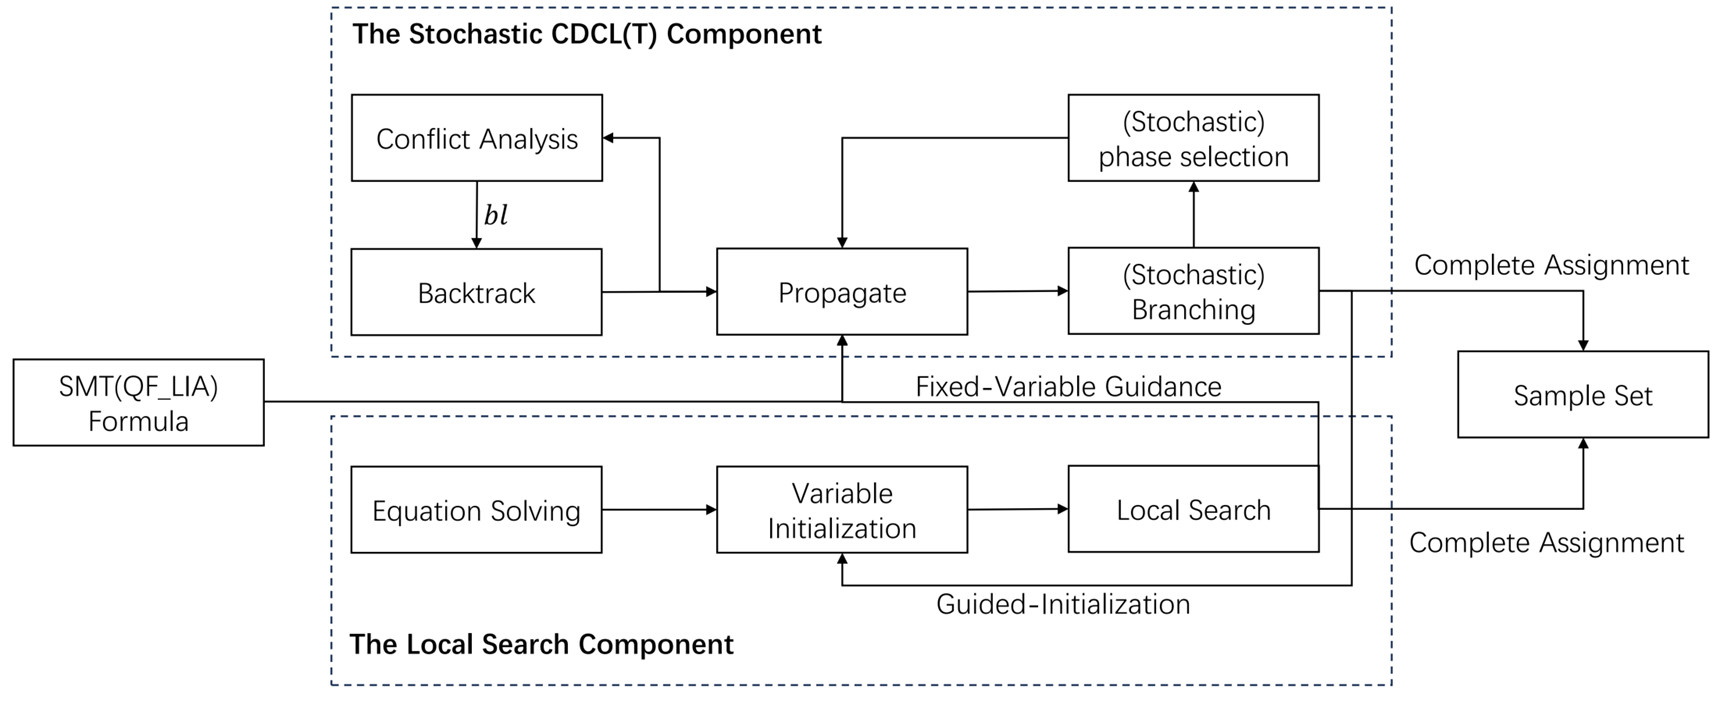 The Stochastic CDCL(T) Component
Conflict Analysis
(Stochastic)
phase selection
bl
Backtrack
Propagate
(Stochastic)
Branching
Complete Assignment
SMT(QF_LIA)
Formula
Fixed-Variable Guidance
Sample Set
Equation Solving
Variable
Initialization
Local Search
Complete Assignment
Guided-Initialization
The Local Search Component